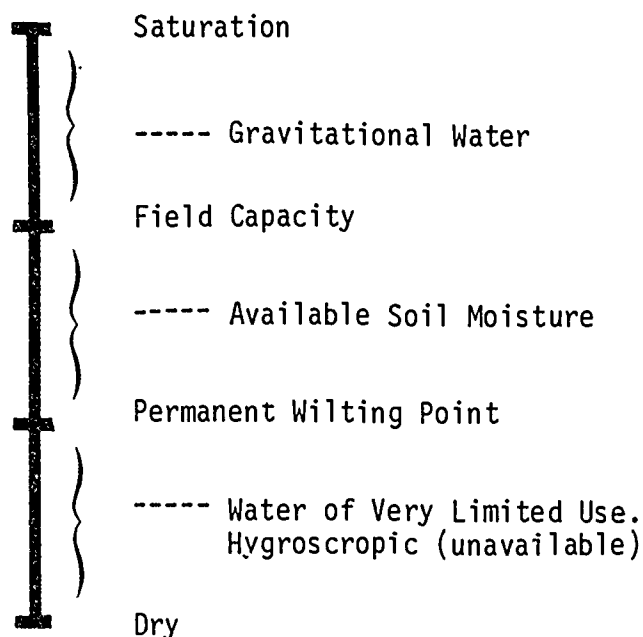 Saturation
----- Gravitational Water
Field Capacity
----- Available Soil Moisture
Permanent Wilting Point
----- Water of Very Limited Use.
Hygroscropic (unavailable)
Dry